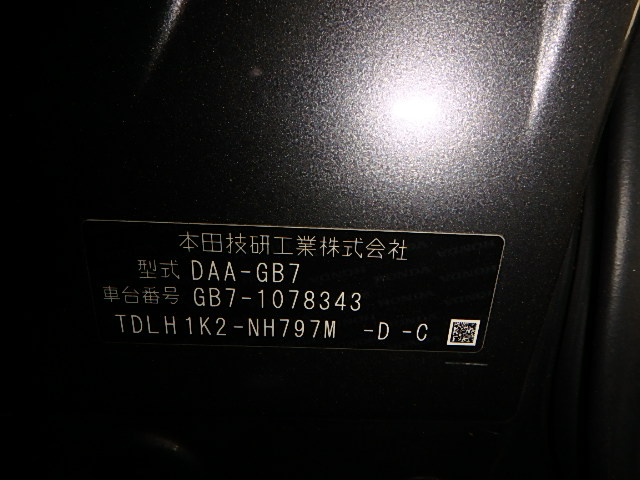 本田技研工業株式会社
型式 DAA-GB7
車台番号 GB7-1078343
TDLH1K2-NH797M -D -C